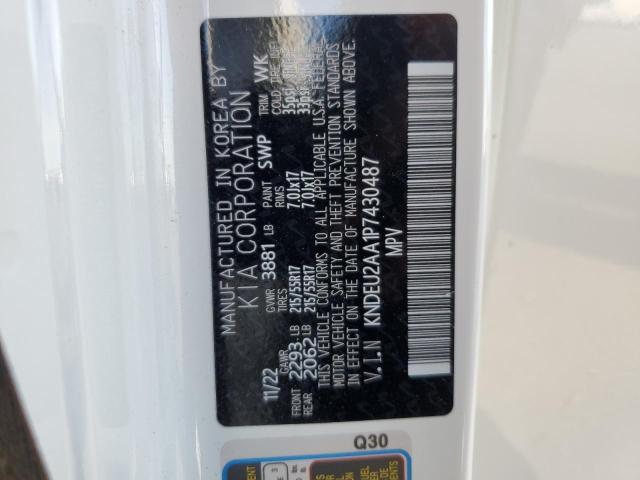 MANUFACTURED IN KOREA BY
KIA CORPORATION
11/22 GVWR 3881 LB PAINT SWP TRIM WK
GAWR TIRES RIMS COLD
FRONT 2293 LB 215/55R17 7.0Jx17 35psi
REAR 2062 LB 215/55R17 7.0Jx17 33psi
THIS VEHICLE CONFORMS TO ALL APPLICABLE U.S.A. FEDERAL
MOTOR VEHICLE SAFETY AND THEFT PREVENTION STANDARDS
IN EFFECT ON THE DATE OF MANUFACTURE SHOWN ABOVE.
V.I.N KNDEU2AA1P7430487
MPV
Q30